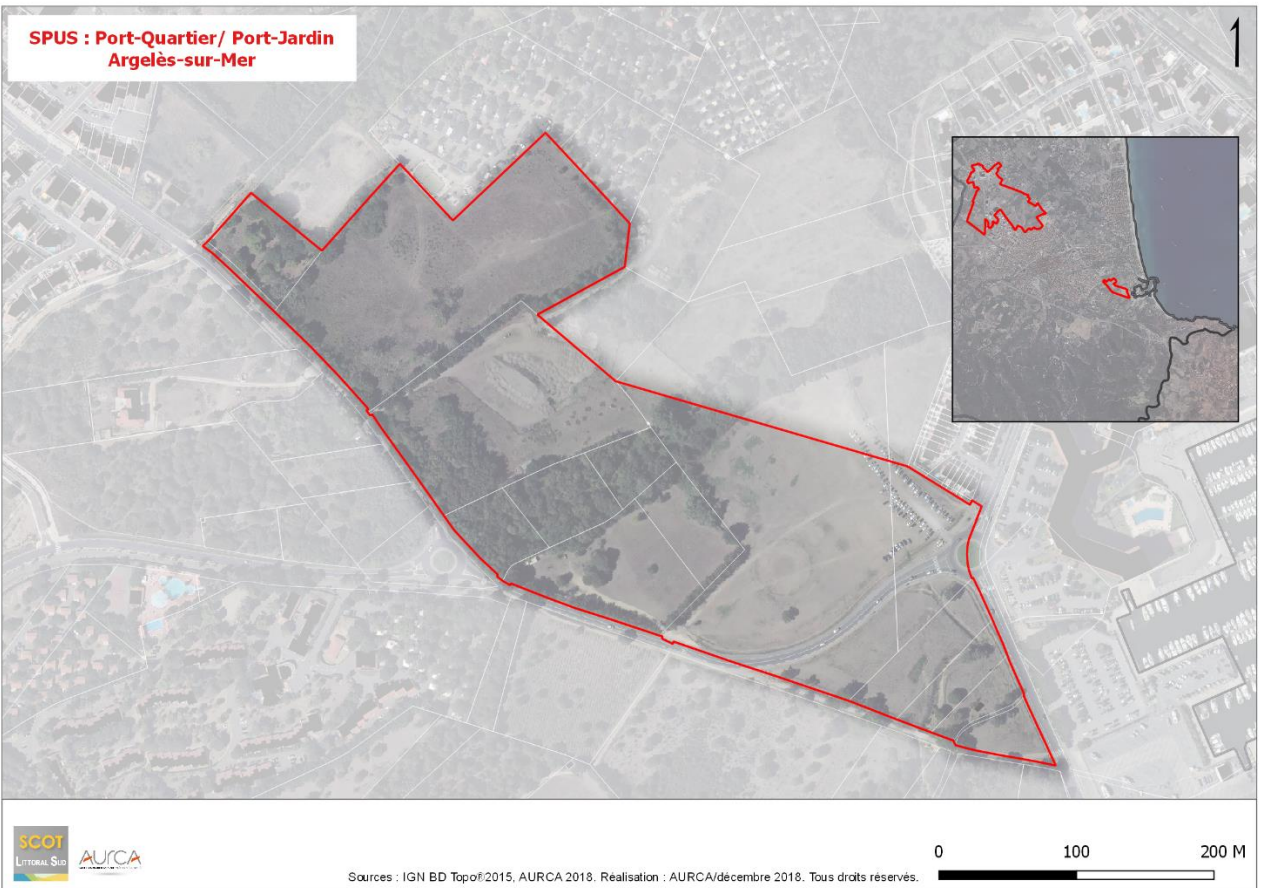 SPUS : Port-Quartier/ Port-Jardin
Argelès-sur-Mer
SCOT
LITTORAL SUD
AURCA
Sources : IGN BD Topo®2015, AURCA 2018. Réalisation : AURCA/décembre 2018. Tous droits réservés.
0 100 200 M